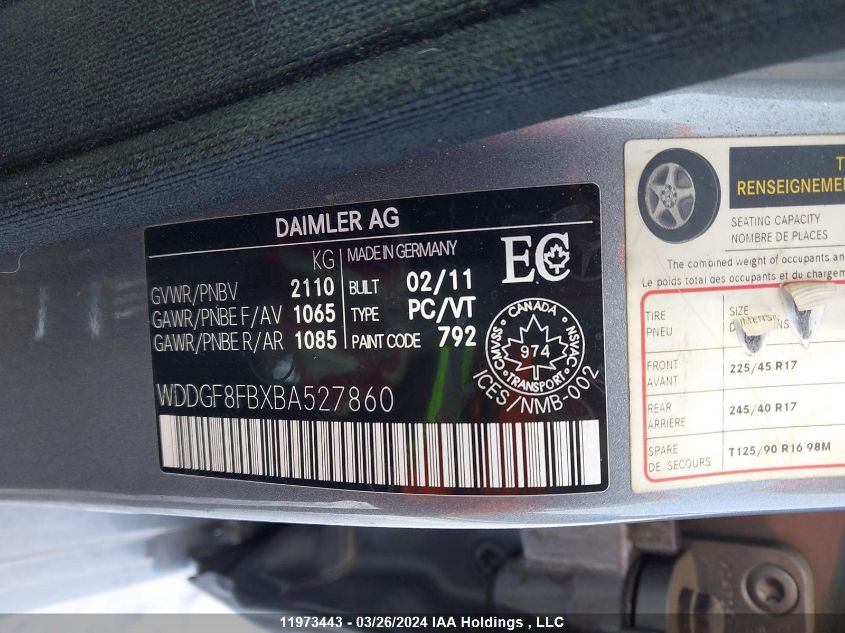 DAIMLER AG
KG
GVWR/PNBV 2110
GAWR/PNBE F/AV 1065
GAWR/PNBE R/AR 1085
MADE IN GERMANY
BUILT 02/11
TYPE PC/VT
PAINT CODE 792
EC
CANADA
CMVSS
NSVAC
974
TRANSPORT
ICES/NMB-002
WDDGF8FBXBA527860
RENSEIGNEME
SEATING CAPACITY
NOMBRE DE PLACES
The combined weight of occupants an
Le poids total des occupants et du chargem
TIRE
PNEU
SIZE
FRONT
AVANT
225/45 R17
REAR
ARRIÈRE
245/40 R17
SPARE
DE SECOURS
T125/90 R16 98M
11973443 - 03/26/2024 IAA Holdings , LLC